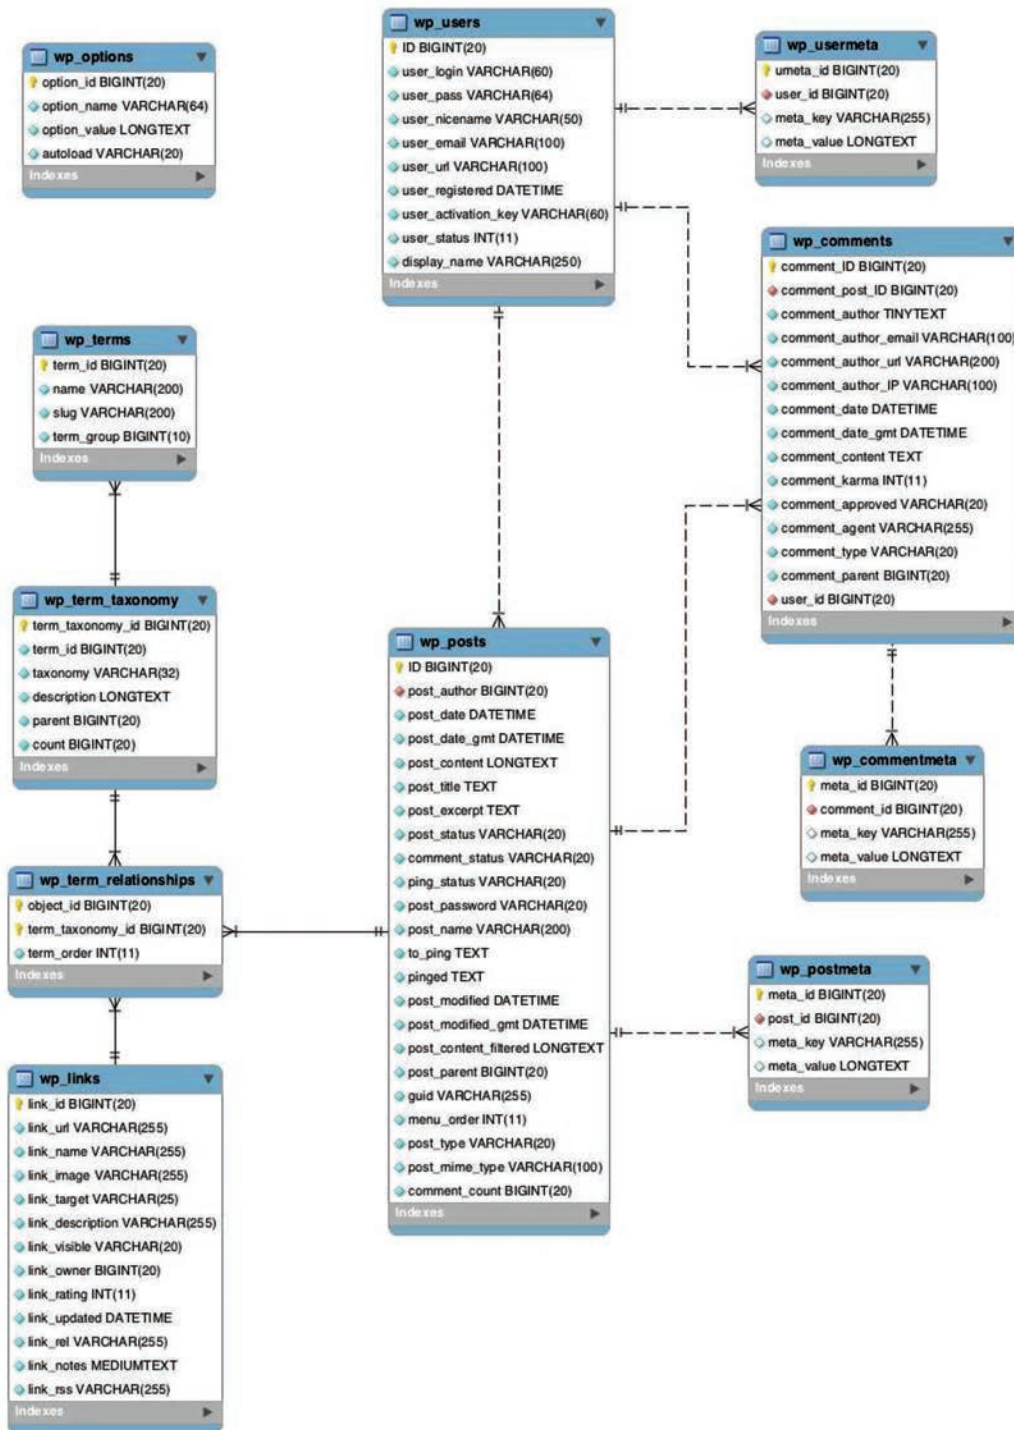 wp_options
option_id BIGINT(20)
option_name VARCHAR(64)
option_value LONGTEXT
autoload VARCHAR(20)
Indexes
wp_users
ID BIGINT(20)
user_login VARCHAR(60)
user_pass VARCHAR(64)
user_nicename VARCHAR(50)
user_email VARCHAR(100)
user_url VARCHAR(100)
user_registered DATETIME
user_activation_key VARCHAR(60)
user_status INT(11)
display_name VARCHAR(250)
Indexes
wp_usermeta
umeta_id BIGINT(20)
user_id BIGINT(20)
meta_key VARCHAR(255)
meta_value LONGTEXT
Indexes
wp_comments
comment_ID BIGINT(20)
comment_post_ID BIGINT(20)
comment_author TINYTEXT
comment_author_email VARCHAR(100)
comment_author_url VARCHAR(200)
comment_author_IP VARCHAR(100)
comment_date DATETIME
comment_date_gmt DATETIME
comment_content TEXT
comment_karma INT(11)
comment_approved VARCHAR(20)
comment_agent VARCHAR(255)
comment_type VARCHAR(20)
comment_parent BIGINT(20)
user_id BIGINT(20)
Indexes
wp_terms
term_id BIGINT(20)
name VARCHAR(200)
slug VARCHAR(200)
term_group BIGINT(10)
Indexes
wp_term_taxonomy
term_taxonomy_id BIGINT(20)
term_id BIGINT(20)
taxonomy VARCHAR(32)
description LONGTEXT
parent BIGINT(20)
count BIGINT(20)
Indexes
wp_posts
ID BIGINT(20)
post_author BIGINT(20)
post_date DATETIME
post_date_gmt DATETIME
post_content LONGTEXT
post_title TEXT
post_excerpt TEXT
post_status VARCHAR(20)
comment_status VARCHAR(20)
ping_status VARCHAR(20)
post_password VARCHAR(20)
post_name VARCHAR(200)
to_ping TEXT
pinged TEXT
post_modified DATETIME
post_modified_gmt DATETIME
post_content_filtered LONGTEXT
post_parent BIGINT(20)
guid VARCHAR(255)
menu_order INT(11)
post_type VARCHAR(20)
post_mime_type VARCHAR(100)
comment_count BIGINT(20)
Indexes
wp_commentmeta
meta_id BIGINT(20)
comment_id BIGINT(20)
meta_key VARCHAR(255)
meta_value LONGTEXT
Indexes
wp_term_relationships
object_id BIGINT(20)
term_taxonomy_id BIGINT(20)
term_order INT(11)
Indexes
wp_postmeta
meta_id BIGINT(20)
post_id BIGINT(20)
meta_key VARCHAR(255)
meta_value LONGTEXT
Indexes
wp_links
link_id BIGINT(20)
link_url VARCHAR(255)
link_name VARCHAR(255)
link_image VARCHAR(255)
link_target VARCHAR(25)
link_description VARCHAR(255)
link_visible VARCHAR(20)
link_owner BIGINT(20)
link_rating INT(11)
link_updated DATETIME
link_rel VARCHAR(255)
link_notes MEDIUMTEXT
link_rss VARCHAR(255)
Indexes